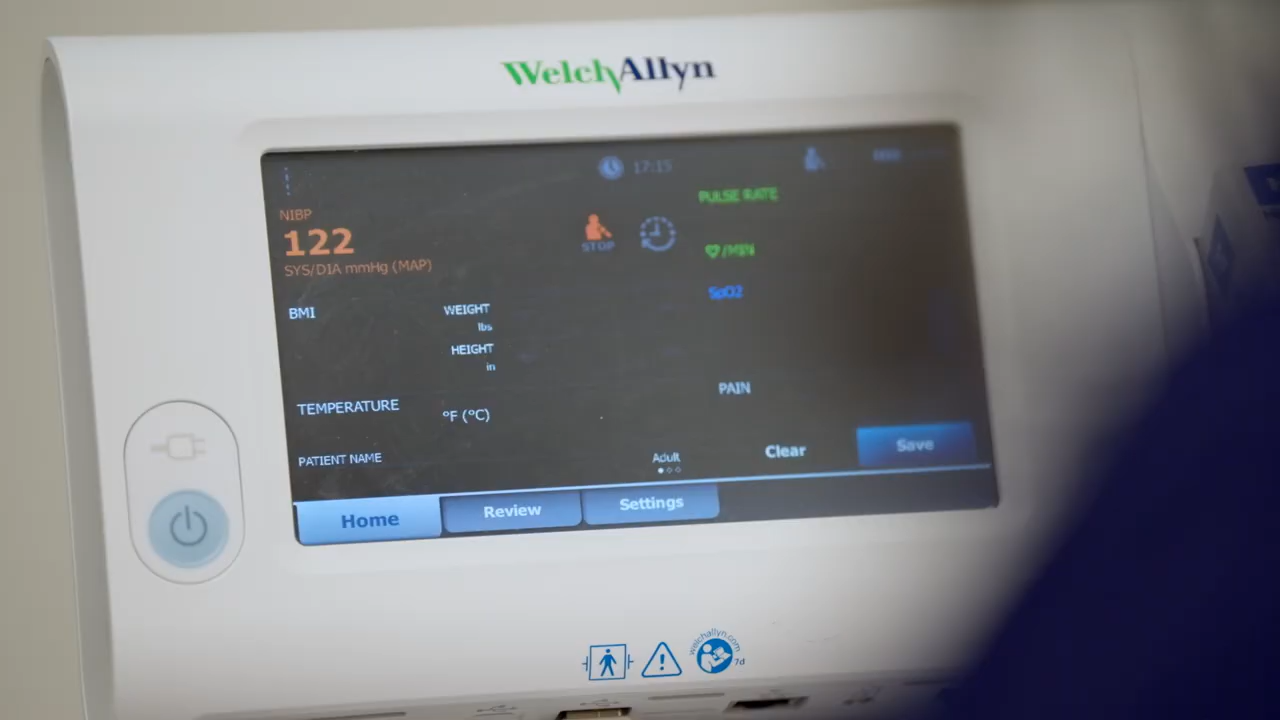 WelchAllyn
17:15
NIBP
122
SYS/DIA mmHg (MAP)
STOP
PULSE RATE
/MIN
SpO2
BMI
WEIGHT
lbs
HEIGHT
in
TEMPERATURE
°F (°C)
PAIN
PATIENT NAME
Adult
Clear
Save
Home
Review
Settings
welchallyn.com
7d